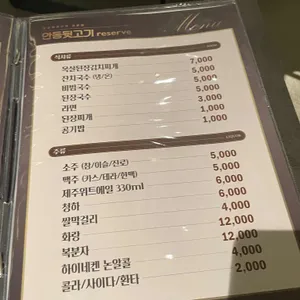 안동뒷고기 reserve
Menu
식사류
목살된장김치찌개 7,000
잔치국수 (냉/온) 5,000
비빔국수 5,000
된장국수 5,000
라면 3,000
된장찌개 1,000
공기밥 1,000
주류
소주 (참/이슬/진로) 5,000
맥주 (카스/테라/한맥) 5,000
제주위트에일 330ml 6,000
청하 6,000
쌀막걸리 4,000
화랑 12,000
복분자 12,000
하이네켄 논알콜 4,000
콜라/사이다/환타 2,000